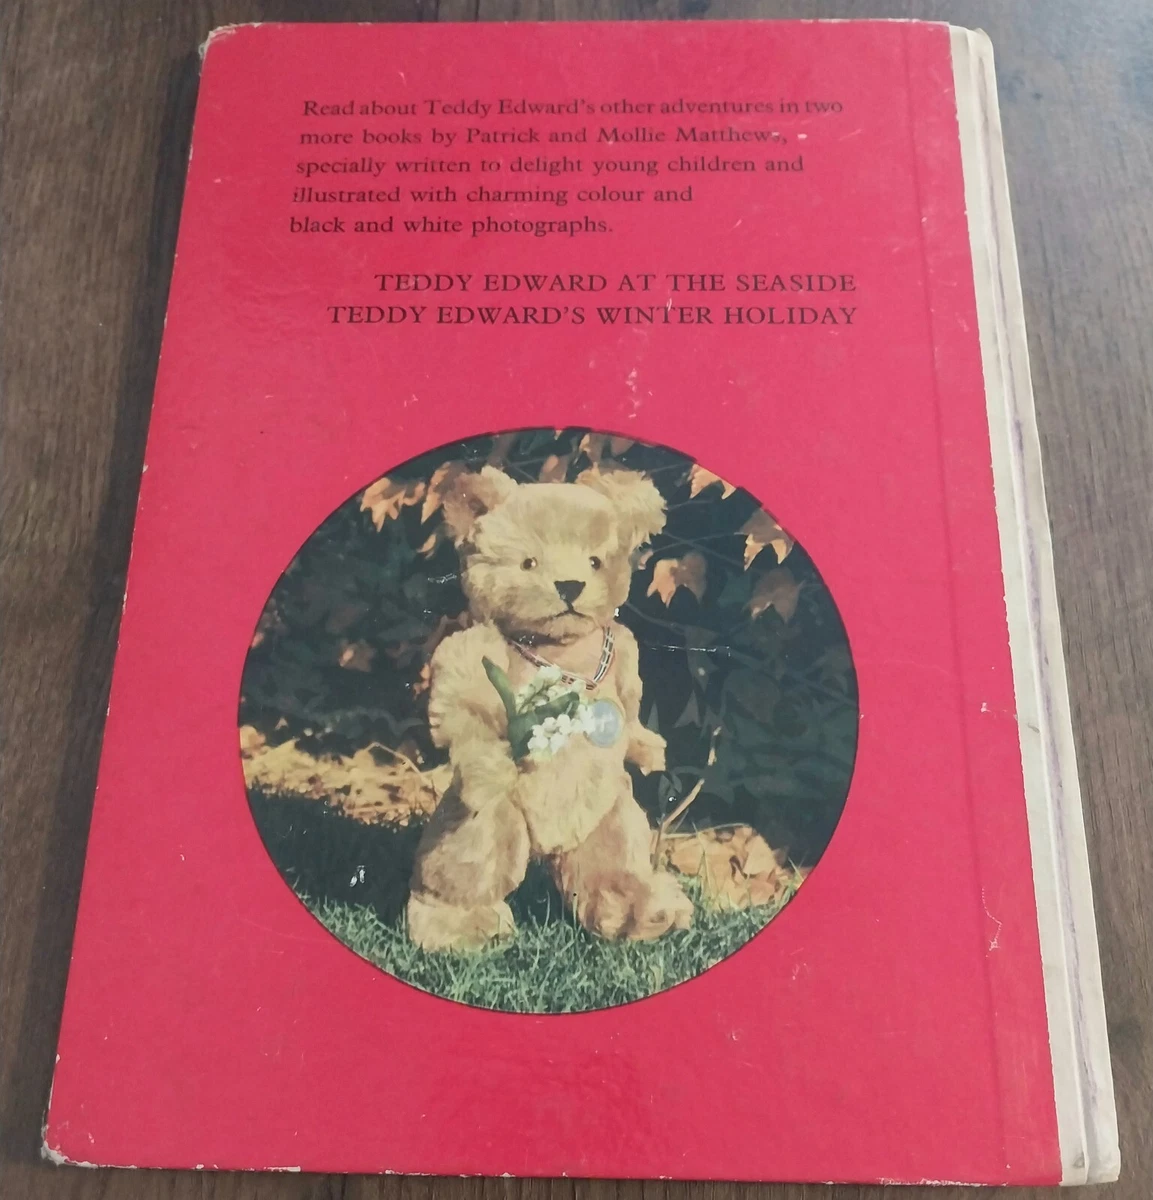 Read about Teddy Edward's other adventures in two
more books by Patrick and Mollie Matthews,
specially written to delight young children and
illustrated with charming colour and
black and white photographs.
TEDDY EDWARD AT THE SEASIDE
TEDDY EDWARD'S WINTER HOLIDAY